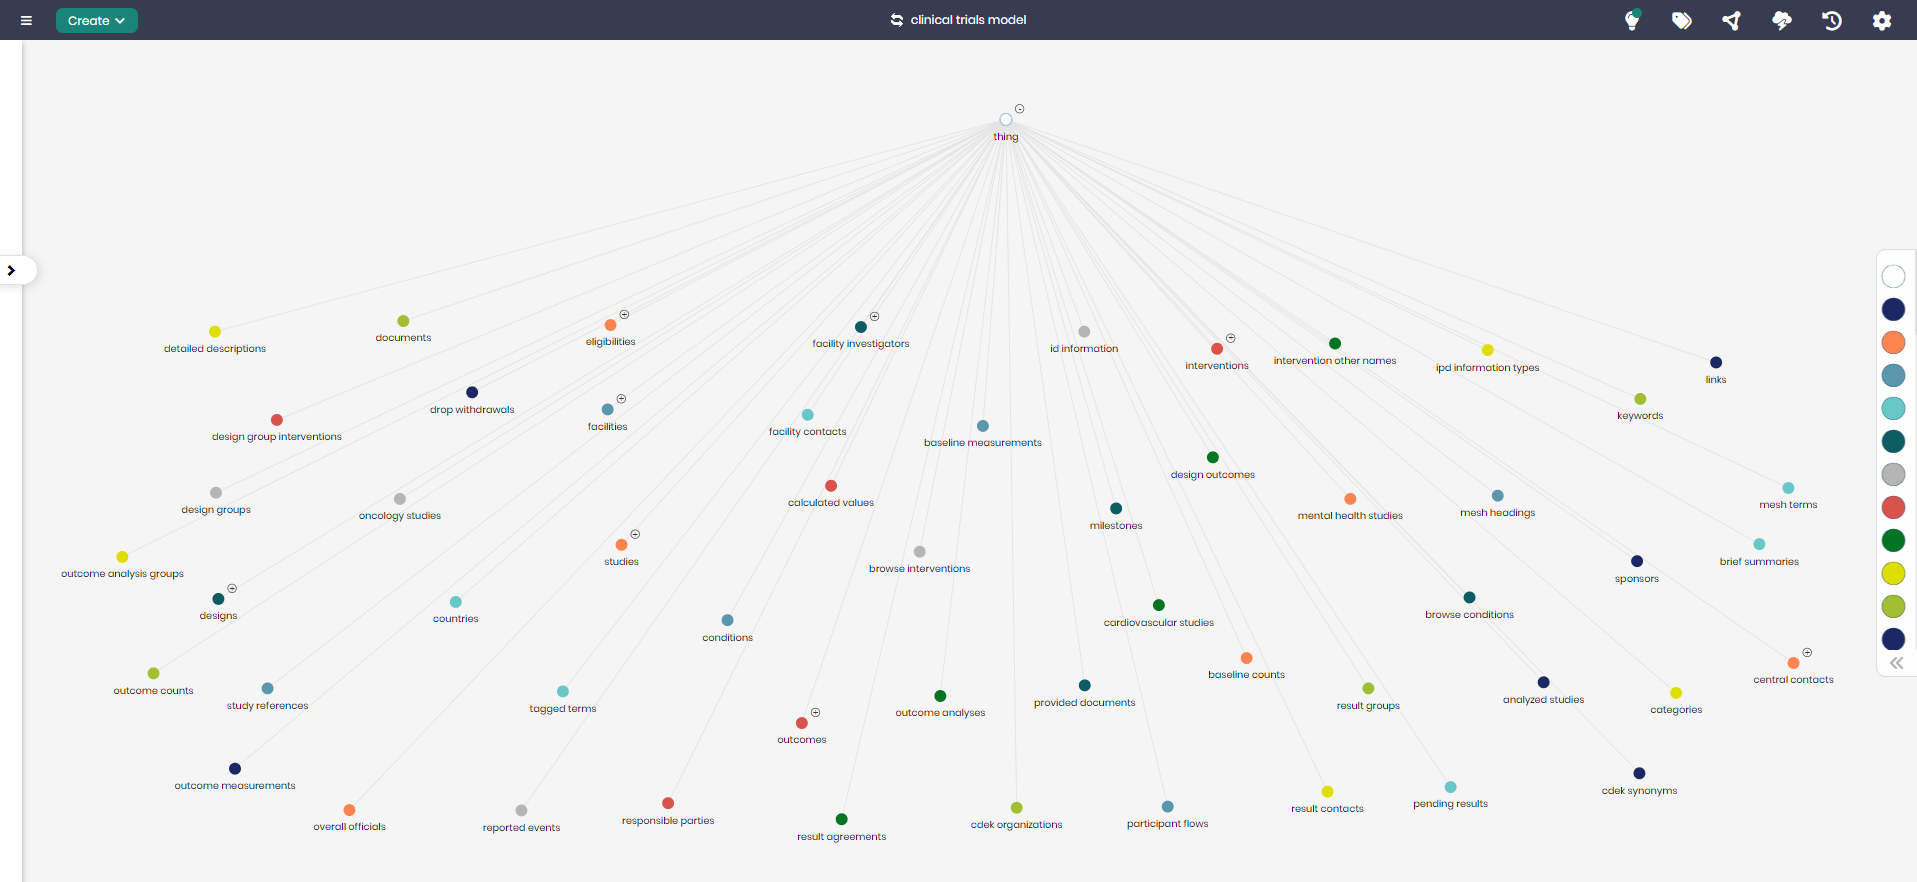 Create
clinical trials model
thing
detailed descriptions
documents
eligibilities
facility investigators
id information
interventions
intervention other names
ipd information types
links
design group interventions
drop withdrawals
facilities
facility contacts
baseline measurements
keywords
design groups
oncology studies
calculated values
design outcomes
milestones
mental health studies
mesh headings
mesh terms
outcome analysis groups
studies
browse interventions
sponsors
brief summaries
designs
countries
conditions
cardiovascular studies
browse conditions
outcome counts
study references
tagged terms
outcomes
outcome analyses
provided documents
baseline counts
result groups
analyzed studies
categories
central contacts
outcome measurements
overall officials
reported events
responsible parties
result agreements
cdek organizations
participant flows
result contacts
pending results
cdek synonyms